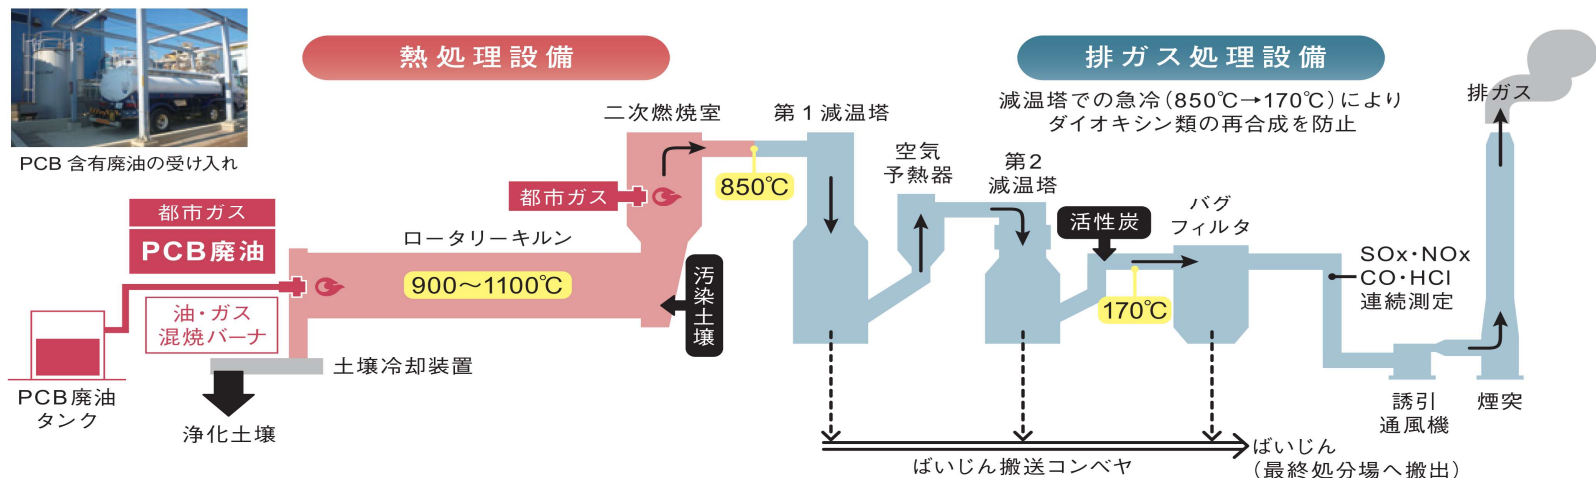 熱処理設備
排ガス処理設備
減温塔での急冷(850℃→170℃)により
ダイオキシン類の再合成を防止
PCB 含有廃油の受け入れ
二次燃焼室
第1減温塔
空気
予熱器
第2
減温塔
排ガス
850℃
都市ガス
都市ガス
PCB廃油
ロータリーキルン
900〜1100℃
油・ガス
混焼バーナ
汚染土壌
活性炭
170℃
バグ
フィルタ
SOx・NOx
CO・HCl
連続測定
土壌冷却装置
PCB廃油
タンク
浄化土壌
誘引
通風機
煙突
ばいじん搬送コンベヤ
ばいじん
(最終処分場へ搬出)